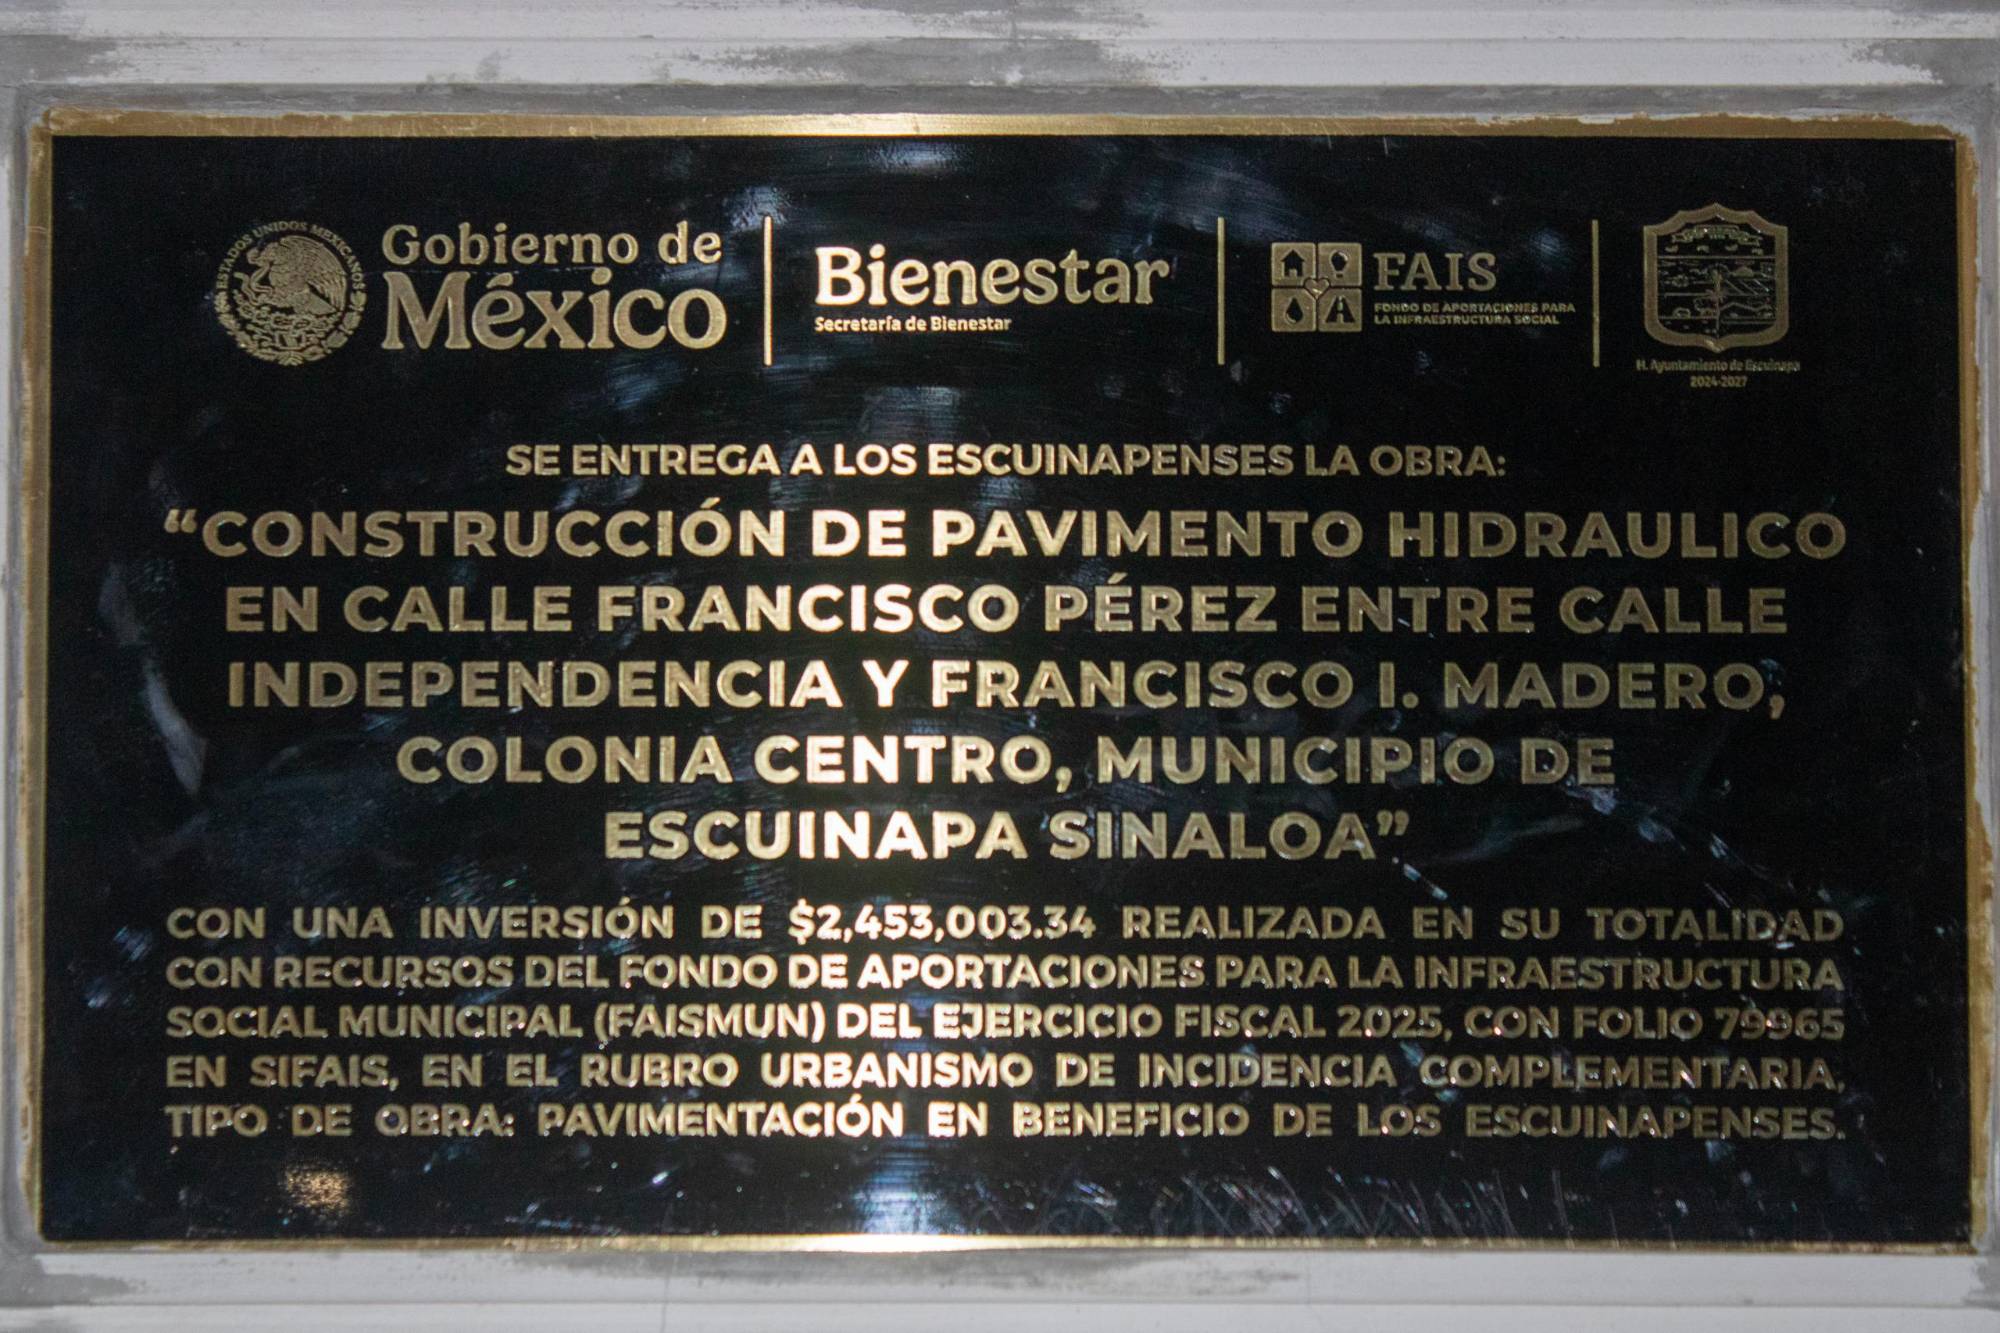 ESTADOS UNIDOS MEXICANOS
Gobierno de
México
Bienestar
Secretaría de Bienestar
FAIS
FONDO DE APORTACIONES PARA
LA INFRAESTRUCTURA SOCIAL
H. Ayuntamiento de Escuinapa
2024-2027
SE ENTREGA A LOS ESCUINAPENSES LA OBRA:
“CONSTRUCCIÓN DE PAVIMENTO HIDRAULICO
EN CALLE FRANCISCO PÉREZ ENTRE CALLE
INDEPENDENCIA Y FRANCISCO I. MADERO,
COLONIA CENTRO, MUNICIPIO DE
ESCUINAPA SINALOA”
CON UNA INVERSIÓN DE $2,453,003.34 REALIZADA EN SU TOTALIDAD
CON RECURSOS DEL FONDO DE APORTACIONES PARA LA INFRAESTRUCTURA
SOCIAL MUNICIPAL (FAISMUN) DEL EJERCICIO FISCAL 2025, CON FOLIO 79965
EN SIFAIS, EN EL RUBRO URBANISMO DE INCIDENCIA COMPLEMENTARIA,
TIPO DE OBRA: PAVIMENTACIÓN EN BENEFICIO DE LOS ESCUINAPENSES.